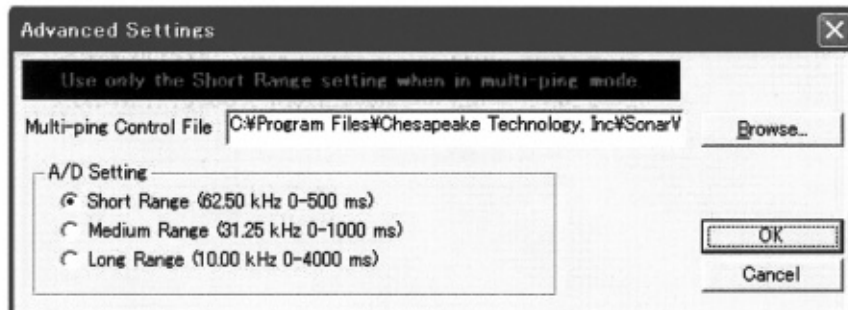 Advanced Settings
Use only the Short Range setting when in multi-ping mode.
Multi-ping Control File C:¥Program Files¥Chesapeake Technology, Inc¥Sonar¥ Browse...
A/D Setting
Short Range (62.50 kHz 0-500 ms)
Medium Range (31.25 kHz 0-1000 ms)
OK
Long Range (10.00 kHz 0-4000 ms)
Cancel